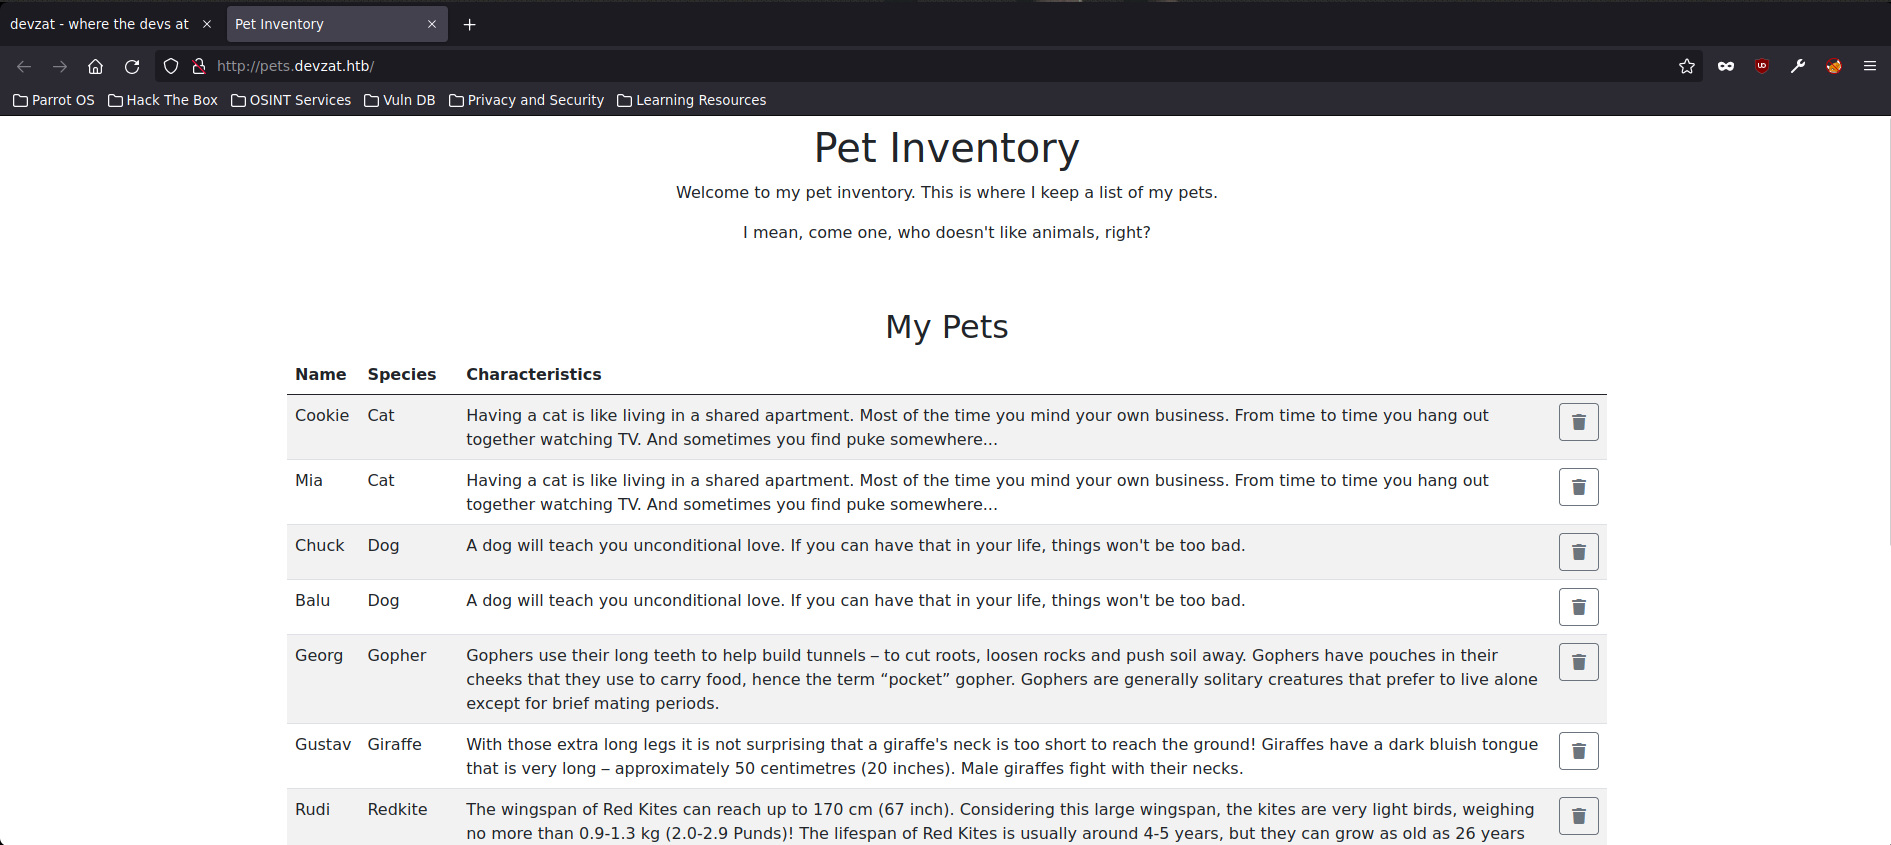 devzat - where the devs at
Pet Inventory
http://pets.devzat.htb/
Parrot OS Hack The Box OSINT Services Vuln DB Privacy and Security Learning Resources
Pet Inventory
Welcome to my pet inventory. This is where I keep a list of my pets.
I mean, come one, who doesn't like animals, right?
My Pets
Name Species Characteristics
Cookie Cat Having a cat is like living in a shared apartment. Most of the time you mind your own business. From time to time you hang out
together watching TV. And sometimes you find puke somewhere...
Mia Cat Having a cat is like living in a shared apartment. Most of the time you mind your own business. From time to time you hang out
together watching TV. And sometimes you find puke somewhere...
Chuck Dog A dog will teach you unconditional love. If you can have that in your life, things won't be too bad.
Balu Dog A dog will teach you unconditional love. If you can have that in your life, things won't be too bad.
Georg Gopher Gophers use their long teeth to help build tunnels – to cut roots, loosen rocks and push soil away. Gophers have pouches in their
cheeks that they use to carry food, hence the term “pocket” gopher. Gophers are generally solitary creatures that prefer to live alone
except for brief mating periods.
Gustav Giraffe With those extra long legs it is not surprising that a giraffe's neck is too short to reach the ground! Giraffes have a dark bluish tongue
that is very long – approximately 50 centimetres (20 inches). Male giraffes fight with their necks.
Rudi Redkite The wingspan of Red Kites can reach up to 170 cm (67 inch). Considering this large wingspan, the kites are very light birds, weighing
no more than 0.9-1.3 kg (2.0-2.9 Punds)! The lifespan of Red Kites is usually around 4-5 years, but they can grow as old as 26 years